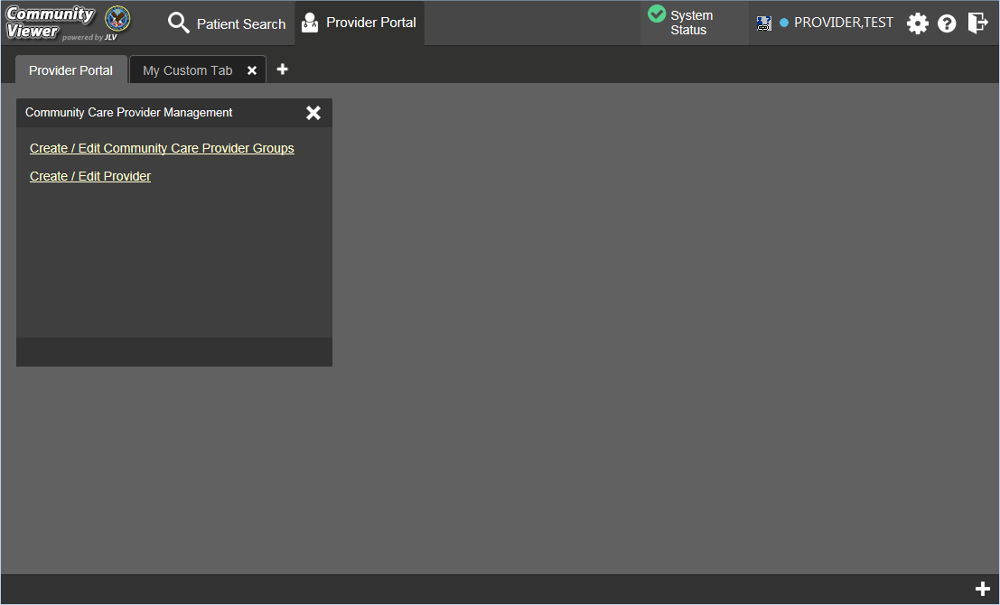 Community
Viewer
powered by JLV
Patient Search
Provider Portal
System
Status
PROVIDER,TEST
Provider Portal
My Custom Tab
Community Care Provider Management
Create / Edit Community Care Provider Groups
Create / Edit Provider